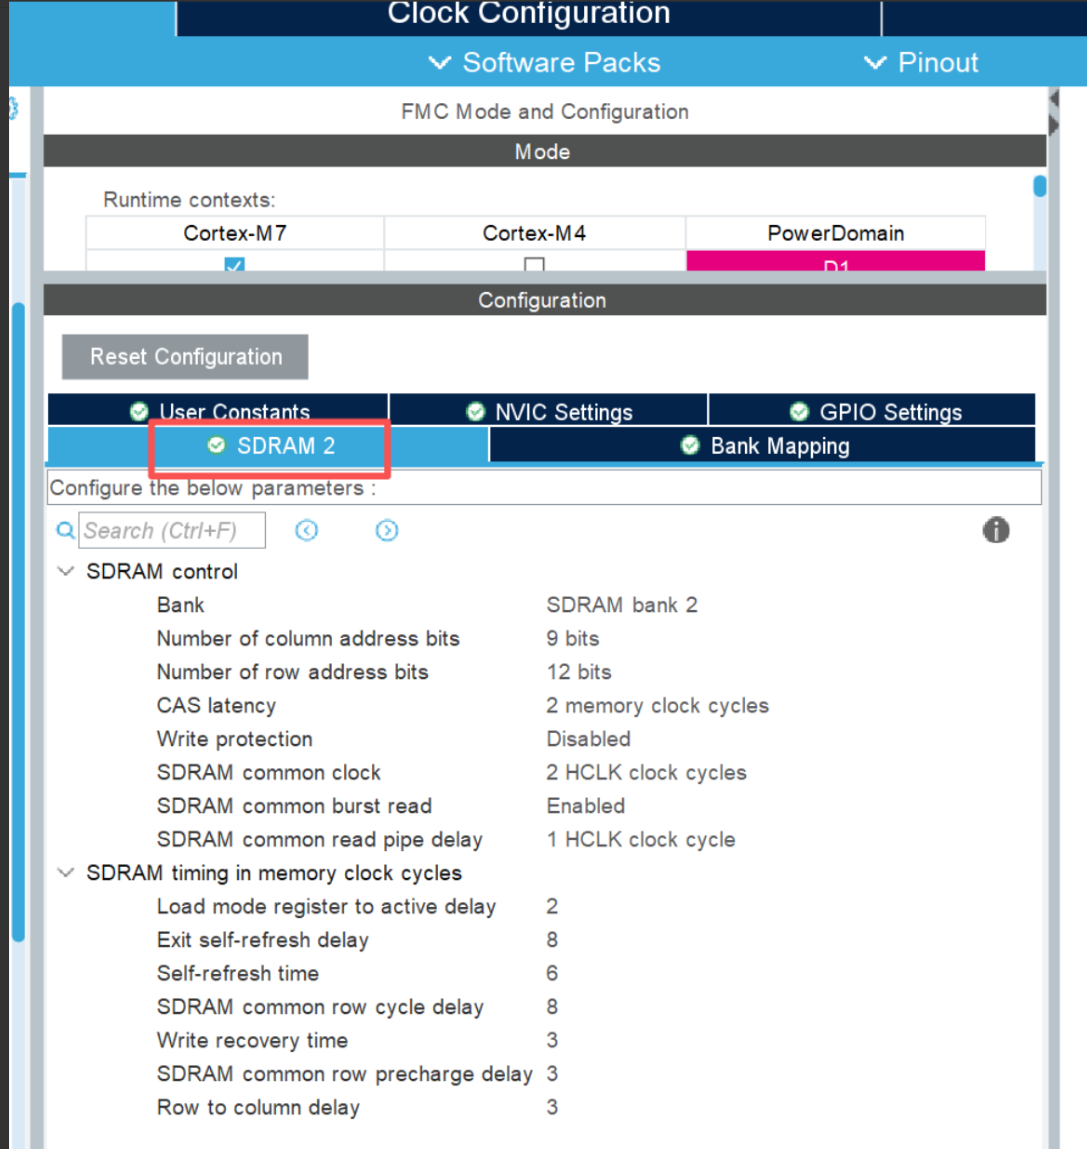 Clock Configuration
Software Packs Pinout
FMC Mode and Configuration
Mode
Runtime contexts:
Cortex-M7 Cortex-M4 PowerDomain
D1
Configuration
Reset Configuration
User Constants NVIC Settings GPIO Settings
SDRAM 2 Bank Mapping
Configure the below parameters :
Search (Ctrl+F)
SDRAM control
Bank SDRAM bank 2
Number of column address bits 9 bits
Number of row address bits 12 bits
CAS latency 2 memory clock cycles
Write protection Disabled
SDRAM common clock 2 HCLK clock cycles
SDRAM common burst read Enabled
SDRAM common read pipe delay 1 HCLK clock cycle
SDRAM timing in memory clock cycles
Load mode register to active delay 2
Exit self-refresh delay 8
Self-refresh time 6
SDRAM common row cycle delay 8
Write recovery time 3
SDRAM common row precharge delay 3
Row to column delay 3